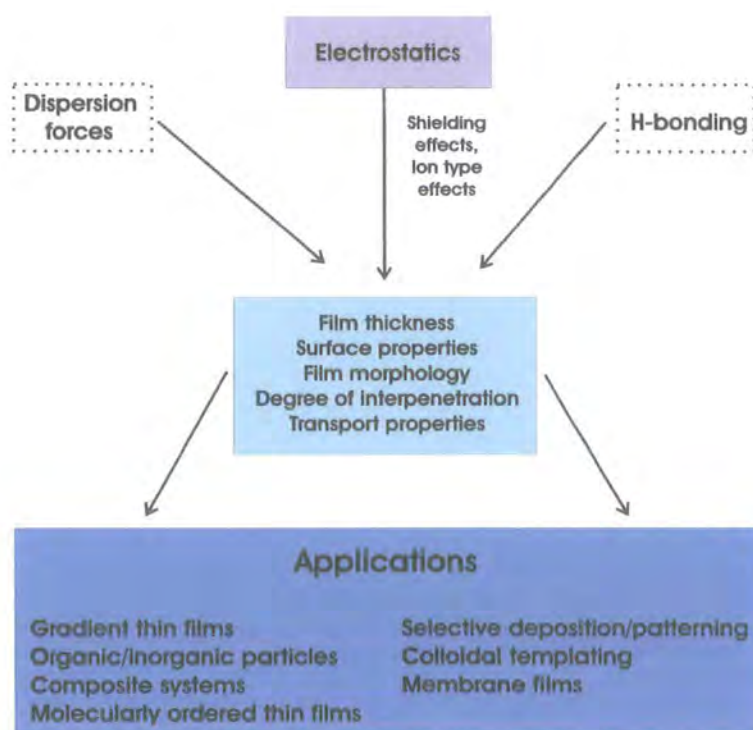 Electrostatics
Dispersion
forces
Shielding
effects,
Ion type
effects
H-bonding
Film thickness
Surface properties
Film morphology
Degree of interpenetration
Transport properties
Applications
Gradient thin films
Organic/inorganic particles
Composite systems
Molecularly ordered thin films
Selective deposition/patterning
Colloidal templating
Membrane films